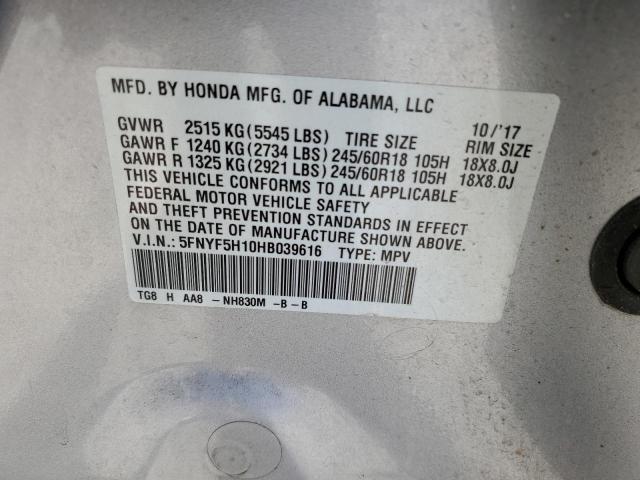 MFD. BY HONDA MFG. OF ALABAMA, LLC
10/'17
GVWR 2515 KG (5545 LBS) TIRE SIZE RIM SIZE
GAWR F 1240 KG (2734 LBS) 245/60R18 105H 18X8.0J
GAWR R 1325 KG (2921 LBS) 245/60R18 105H 18X8.0J
THIS VEHICLE CONFORMS TO ALL APPLICABLE
FEDERAL MOTOR VEHICLE SAFETY
AND THEFT PREVENTION STANDARDS IN EFFECT
ON THE DATE OF MANUFACTURE SHOWN ABOVE.
V.I.N.: 5FNYF5H10HB039616 TYPE: MPV
TG8 H AA8 - NH830M -B-B